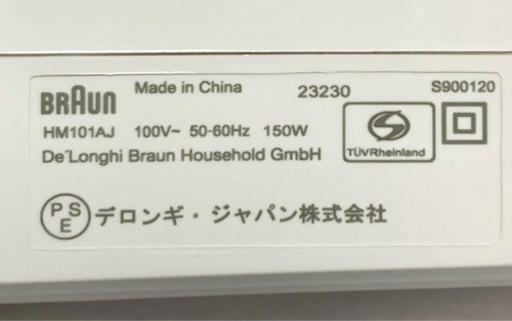 BRAUN Made in China 23230 S900120
HM101AJ 100V~ 50-60Hz 150W
De'Longhi Braun Household GmbH
TÜVRheinland
PSE デロンギ・ジャパン株式会社